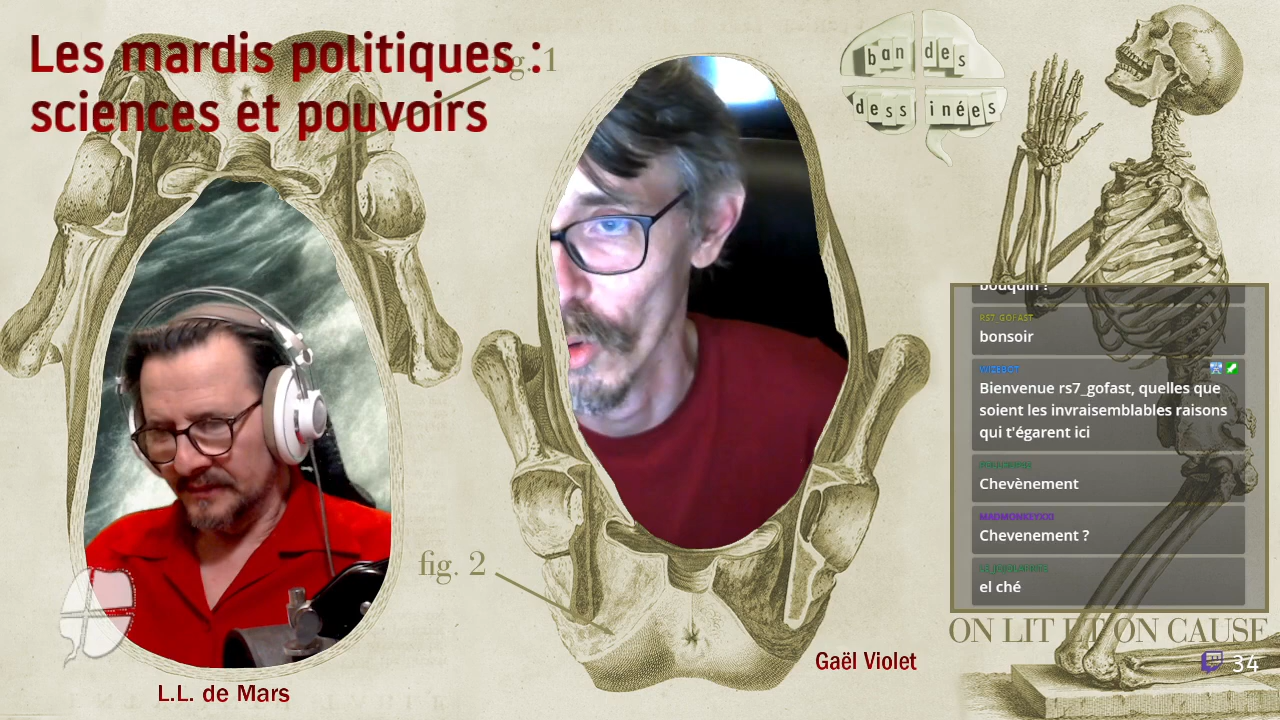 Les mardis politiques :
sciences et pouvoirs
fig. 1
ban des
dess inées
bouquin ?
RS7_GOFAST
bonsoir
WIZEBOT
Bienvenue rs7_gofast, quelles que
soient les invraisemblables raisons
qui t'égarent ici
Chevènement
MADMONKEYXXI
Chevenement ?
el ché
fig. 2
ON LIT ET ON CAUSE
34
Gaël Violet
L.L. de Mars